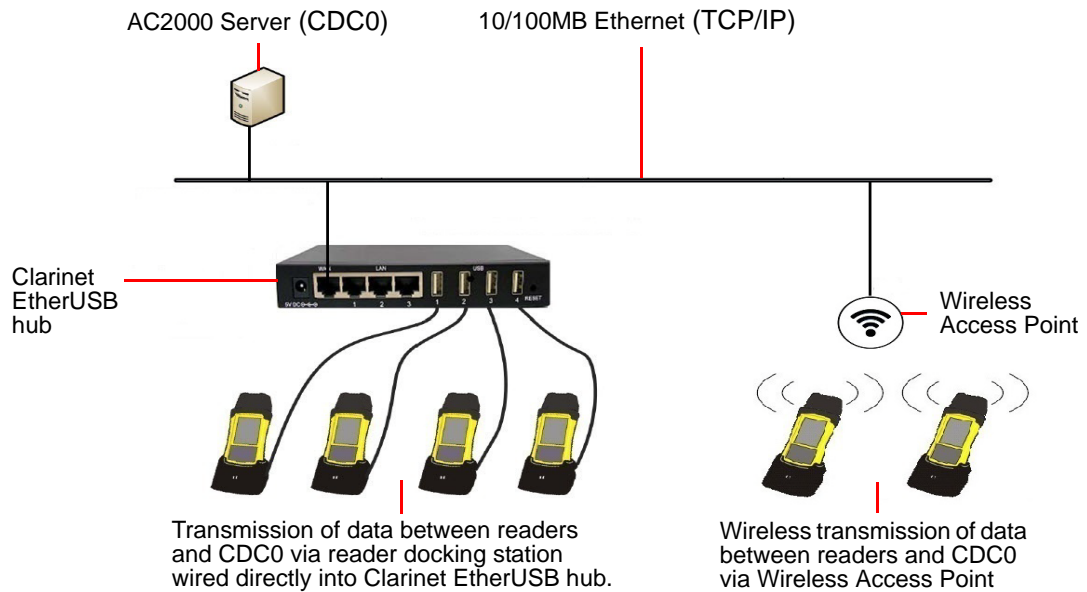 AC2000 Server (CDC0)
10/100MB Ethernet (TCP/IP)
Clarinet
EtherUSB
hub
WAN
LAN
USB
5V DC
1
2
3
1
2
3
4
RESET
Wireless
Access Point
Transmission of data between readers
and CDC0 via reader docking station
wired directly into Clarinet EtherUSB hub.
Wireless transmission of data
between readers and CDC0
via Wireless Access Point